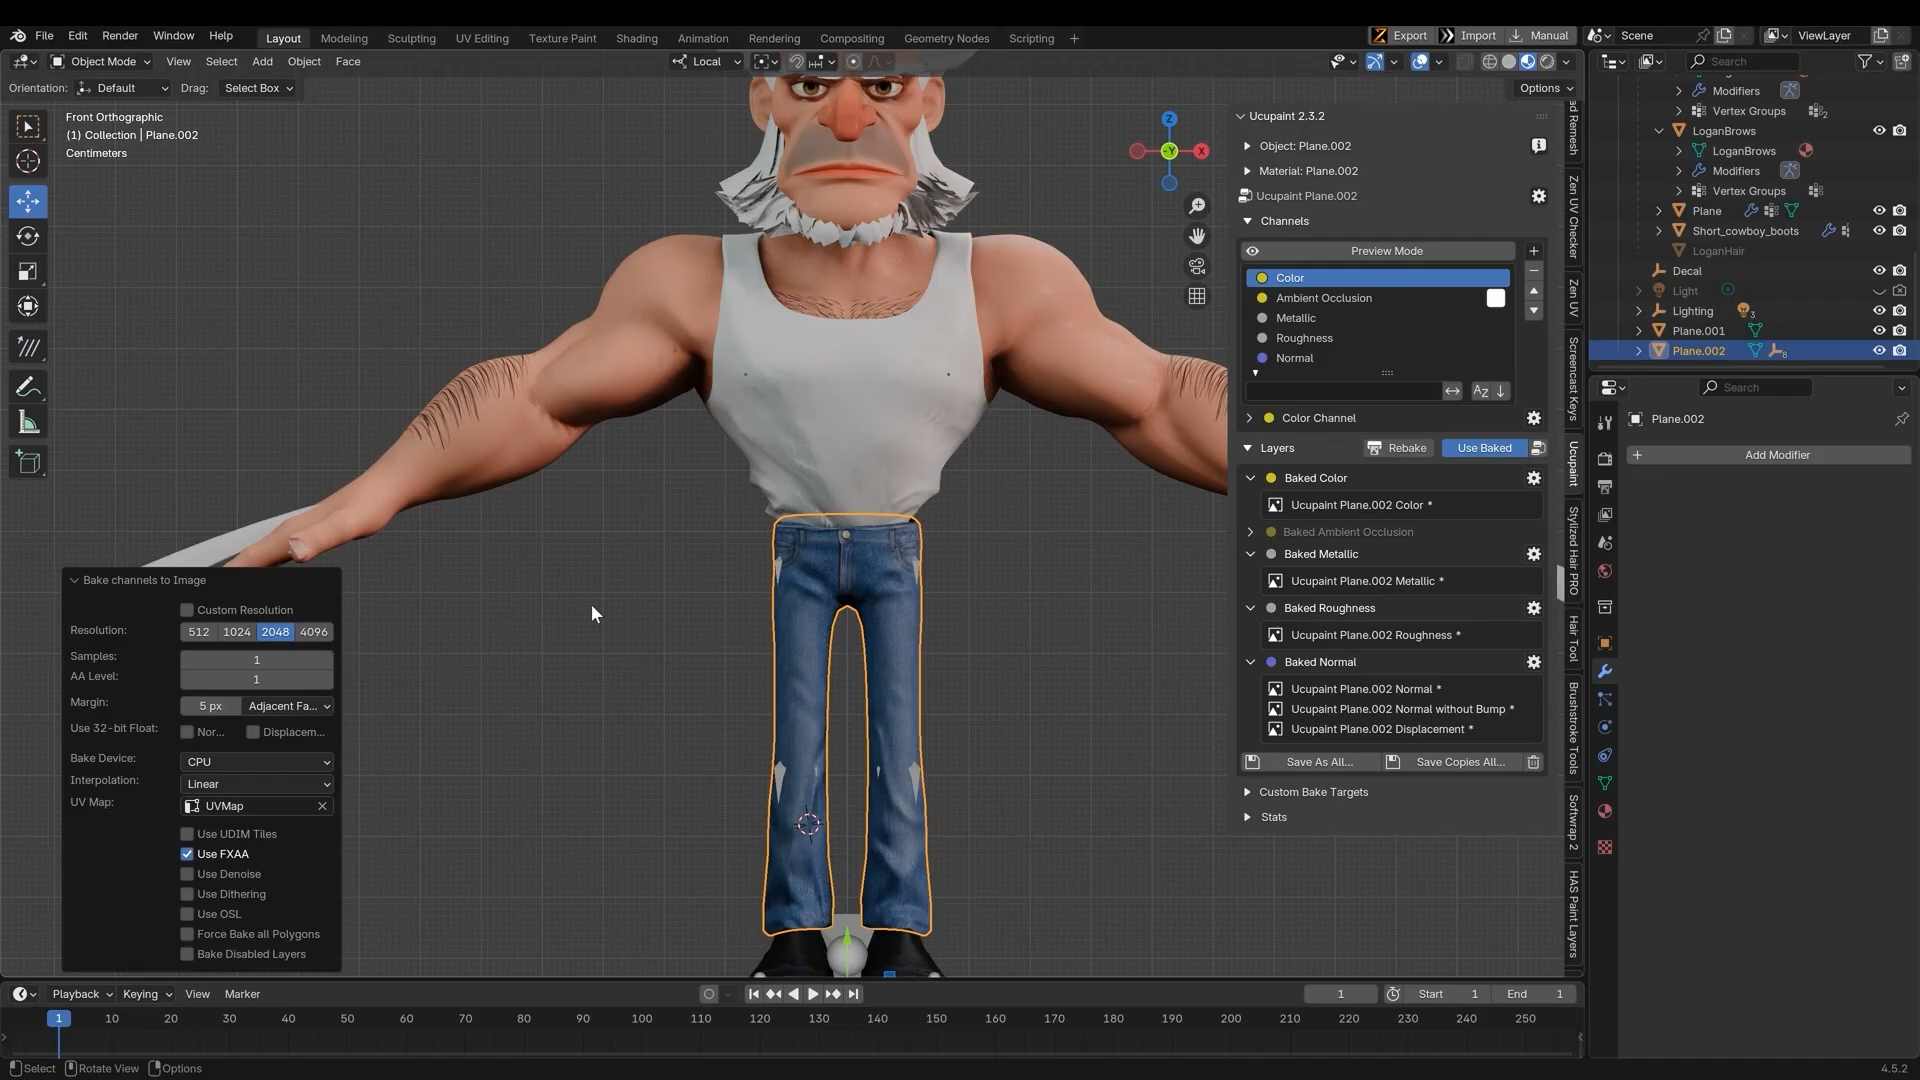 File Edit Render Window Help Layout Modeling Sculpting UV Editing Texture Paint Shading Animation Rendering Compositing Geometry Nodes Scripting + Export Import Manual Scene ViewLayer
Object Mode View Select Add Object Face Local Search
Orientation: Default Drag: Select Box Options
Front Orthographic
(1) Collection | Plane.002
Centimeters
Z
-Y
X
Bake channels to Image
Custom Resolution
Resolution: 512 1024 2048 4096
Samples: 1
AA Level: 1
Margin: 5 px Adjacent Fa...
Use 32-bit Float: Nor... Displacem...
Bake Device: CPU
Interpolation: Linear
UV Map: UVMap
Use UDIM Tiles
Use FXAA
Use Denoise
Use Dithering
Use OSL
Force Bake all Polygons
Bake Disabled Layers
Ucupaint 2.3.2
Object: Plane.002
Material: Plane.002
Ucupaint Plane.002
Channels
Preview Mode
Color
Ambient Occlusion
Metallic
Roughness
Normal
Color Channel
Layers Rebake Use Baked
Baked Color
Ucupaint Plane.002 Color *
Baked Ambient Occlusion
Baked Metallic
Ucupaint Plane.002 Metallic *
Baked Roughness
Ucupaint Plane.002 Roughness *
Baked Normal
Ucupaint Plane.002 Normal *
Ucupaint Plane.002 Normal without Bump *
Ucupaint Plane.002 Displacement *
Save As All... Save Copies All...
Custom Bake Targets
Stats
ad Remesh
Zen UV Checker
Zen UV
Screencast Keys
Ucupaint
Stylized Hair PRO
Hair Tool
Brushstroke Tools
Softwrap 2
HAS Paint Layers
Modifiers
Vertex Groups 2
LoganBrows
LoganBrows
Modifiers
Vertex Groups
Plane
Short_cowboy_boots
LoganHair
Decal
Light
Lighting 3
Plane.001
Plane.002 8
Search
Plane.002
+ Add Modifier
Playback Keying View Marker 1 Start 1 End 1
1 10 20 30 40 50 60 70 80 90 100 110 120 130 140 150 160 170 180 190 200 210 220 230 240 250
Select Rotate View Options 4.5.2